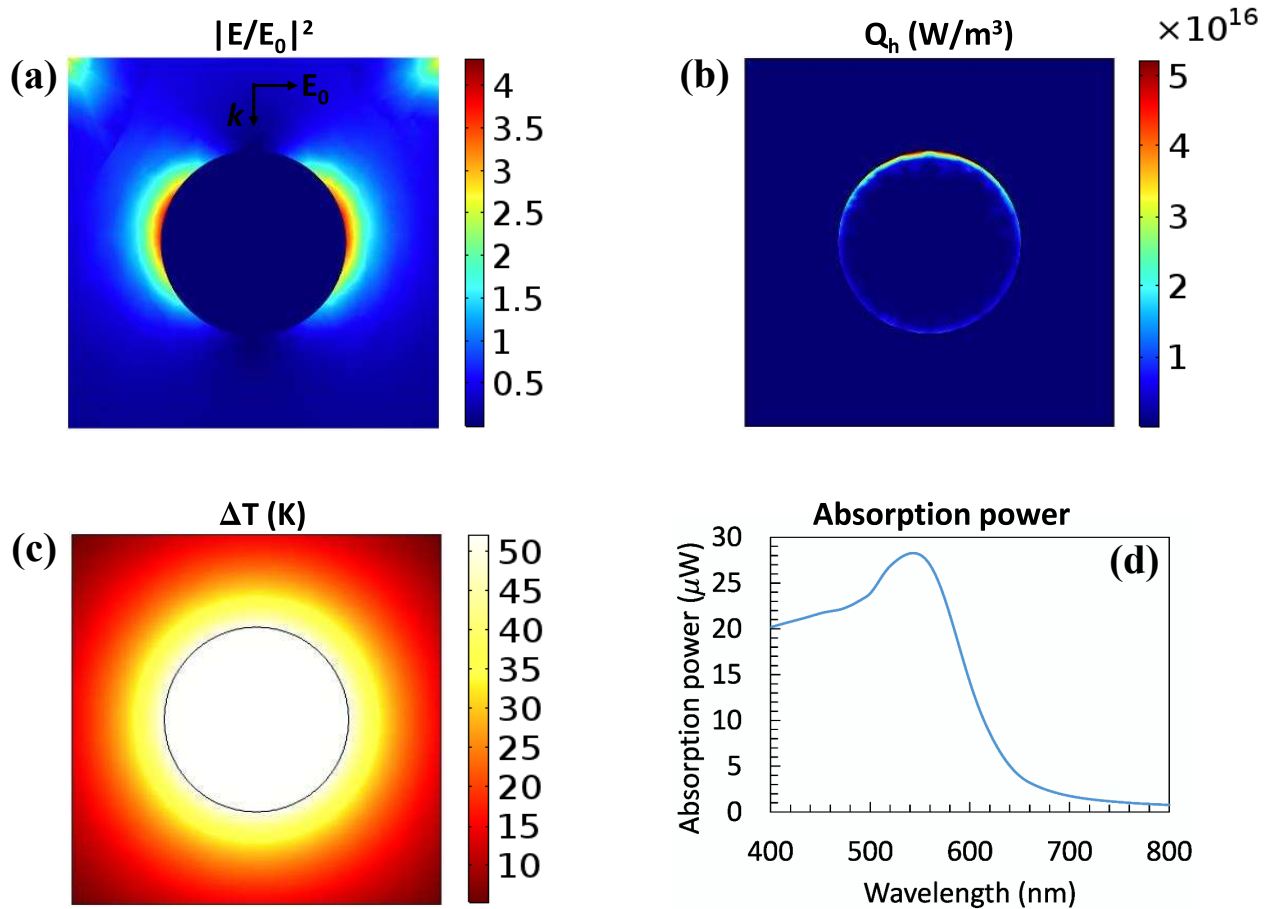 |E/E₀|²
(a)
E₀
k
4
3.5
3
2.5
2
1.5
1
0.5
Qₕ (W/m³)
×10¹⁶
(b)
5
4
3
2
1
ΔT (K)
(c)
50
45
40
35
30
25
20
15
10
Absorption power
(d)
Absorption power (μW)
30
25
20
15
10
5
0
400 500 600 700 800
Wavelength (nm)